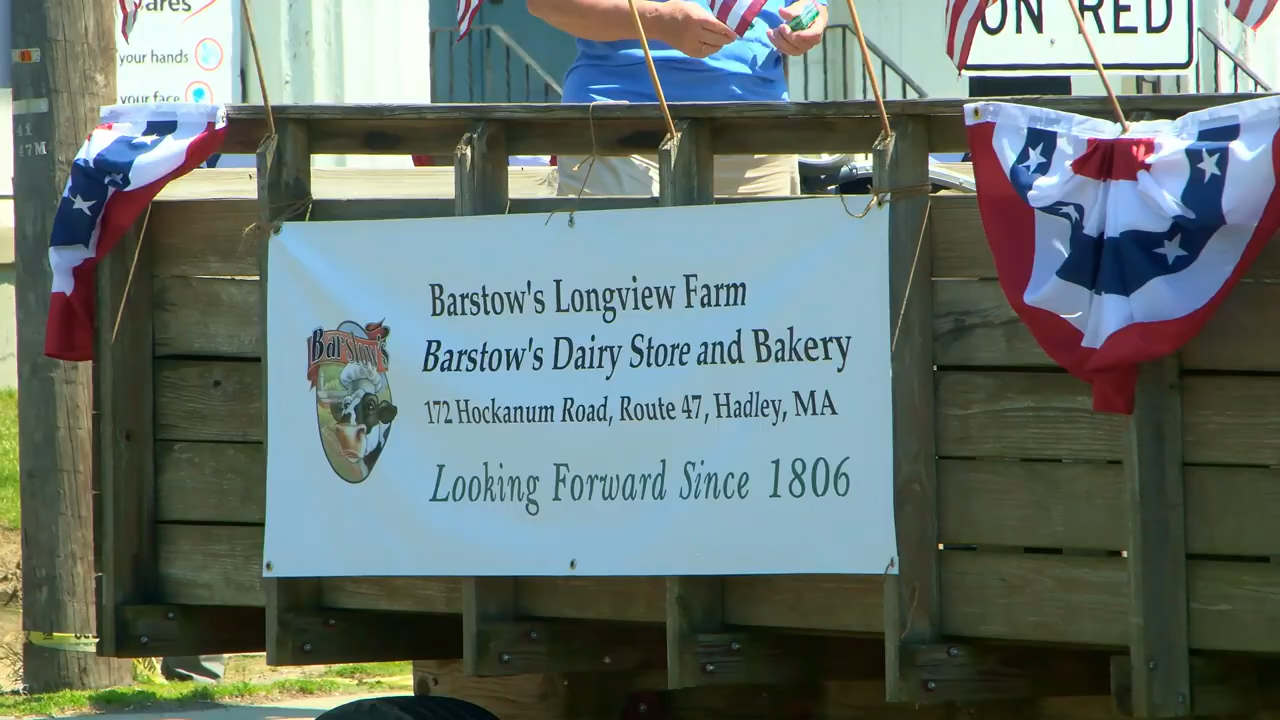 ares
your hands
your face
ON RED
47M
Barstow's
Barstow's Longview Farm
Barstow's Dairy Store and Bakery
172 Hockanum Road, Route 47, Hadley, MA
Looking Forward Since 1806